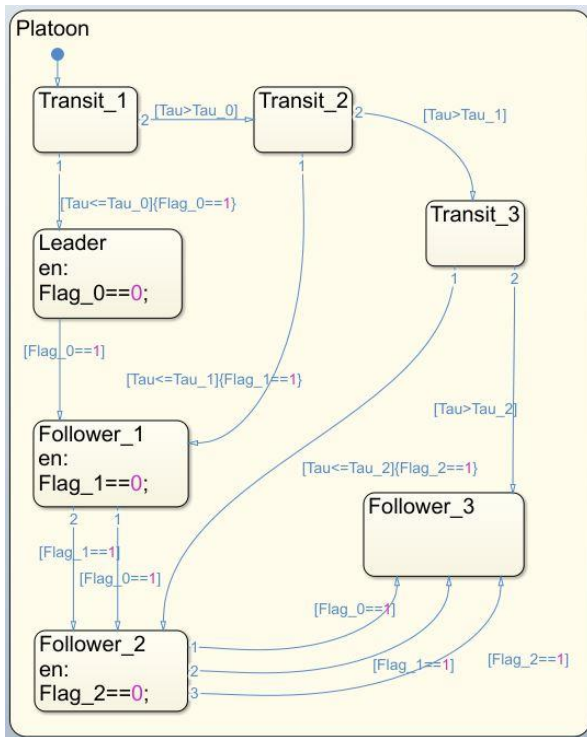 Platoon
Transit_1
Transit_2
2
[Tau>Tau_0]
2
[Tau>Tau_1]
1
1
[Tau<=Tau_0]{Flag_0==1}
Transit_3
Leader
en:
Flag_0==0;
1
2
[Flag_0==1]
[Tau<=Tau_1]{Flag_1==1}
[Tau>Tau_2]
Follower_1
en:
Flag_1==0;
[Tau<=Tau_2]{Flag_2==1}
Follower_3
2
1
[Flag_1==1]
[Flag_0==1]
[Flag_0==1]
Follower_2
en:
Flag_2==0;
1
2
3
[Flag_1==1]
[Flag_2==1]